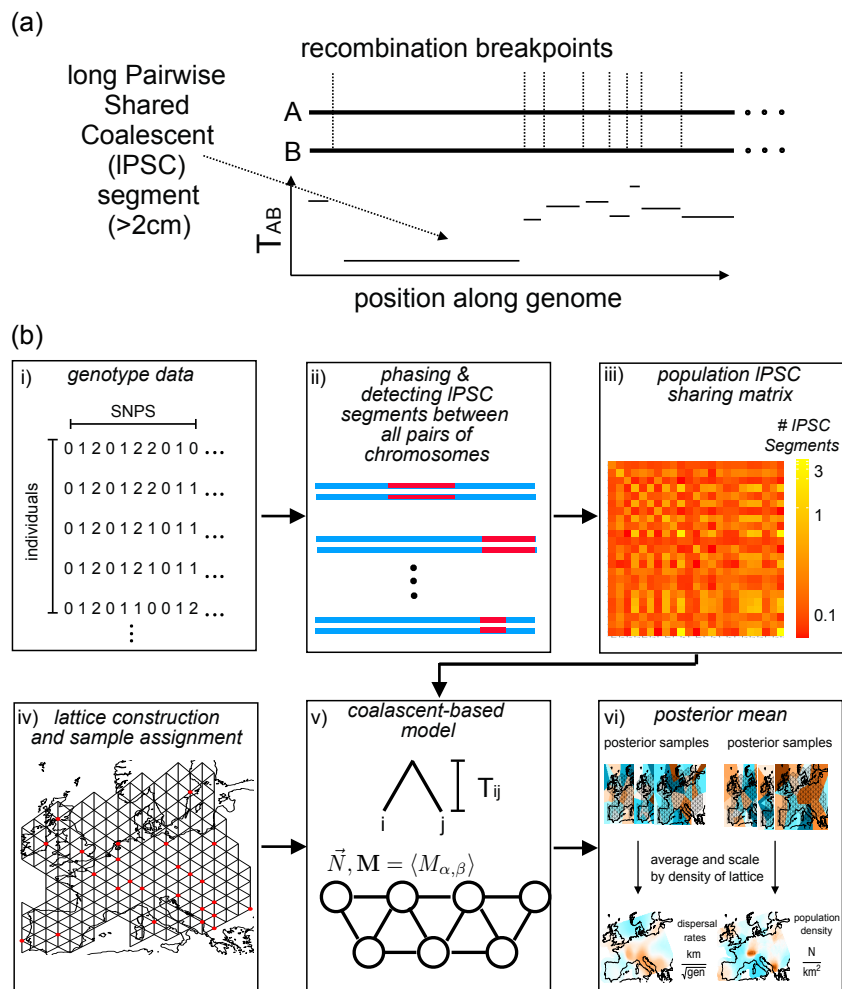 (a)
recombination breakpoints
long Pairwise
Shared
Coalescent
(lPSC)
segment
(>2cm)
A
B
T_AB
position along genome
(b)
i)
genotype data
SNPS
individuals
0 1 2 0 1 2 2 0 1 0 ...
0 1 2 0 1 2 2 0 1 1 ...
0 1 2 0 1 2 1 0 1 1 ...
0 1 2 0 1 2 1 0 1 1 ...
0 1 2 0 1 1 0 0 1 2 ...
ii)
phasing &
detecting lPSC
segments between
all pairs of
chromosomes
iii)
population lPSC
sharing matrix
# lPSC
Segments
3
1
0.1
iv)
lattice construction
and sample assignment
v)
coalascent-based
model
T_ij
i
j
N⃗, M = ⟨M_α,β⟩
vi)
posterior mean
posterior samples
posterior samples
average and scale
by density of lattice
dispersal
rates
km
√gen
population
density
N
km²